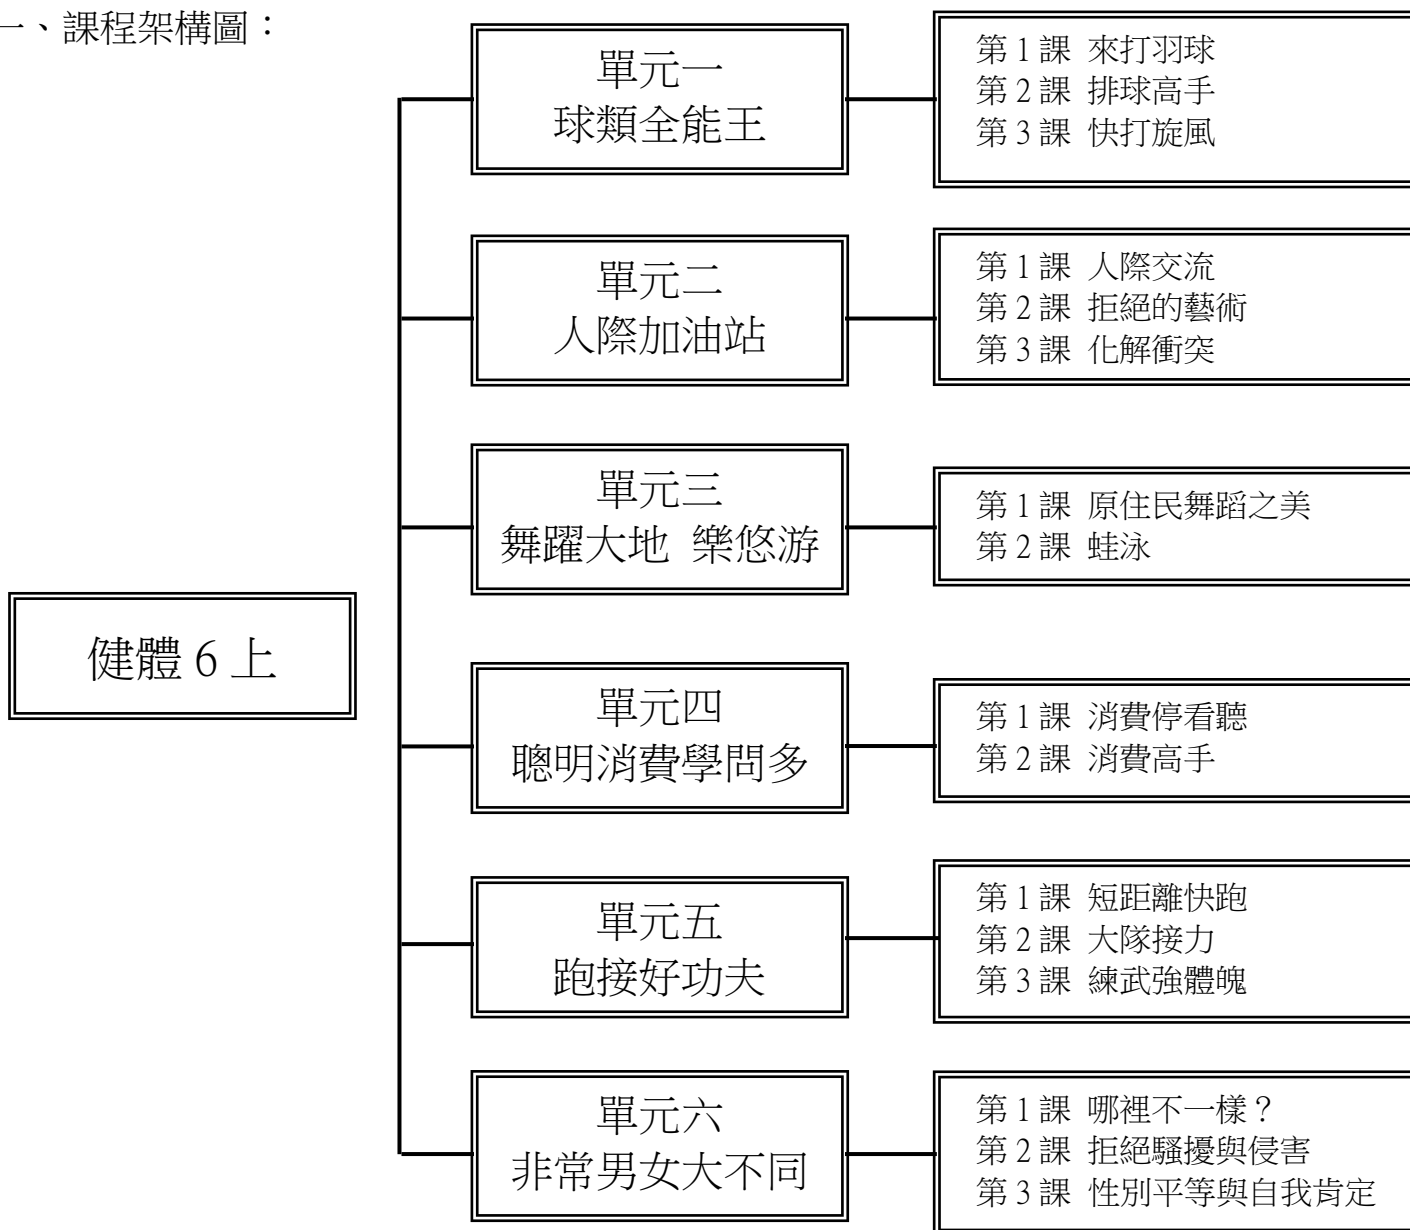 一、課程架構圖：
健體 6 上
單元一
球類全能王
第 1 課 來打羽球
第 2 課 排球高手
第 3 課 快打旋風
單元二
人際加油站
第 1 課 人際交流
第 2 課 拒絕的藝術
第 3 課 化解衝突
單元三
舞躍大地 樂悠游
第 1 課 原住民舞蹈之美
第 2 課 蛙泳
單元四
聰明消費學問多
第 1 課 消費停看聽
第 2 課 消費高手
單元五
跑接好功夫
第 1 課 短距離快跑
第 2 課 大隊接力
第 3 課 練武強體魄
單元六
非常男女大不同
第 1 課 哪裡不一樣？
第 2 課 拒絕騷擾與侵害
第 3 課 性別平等與自我肯定